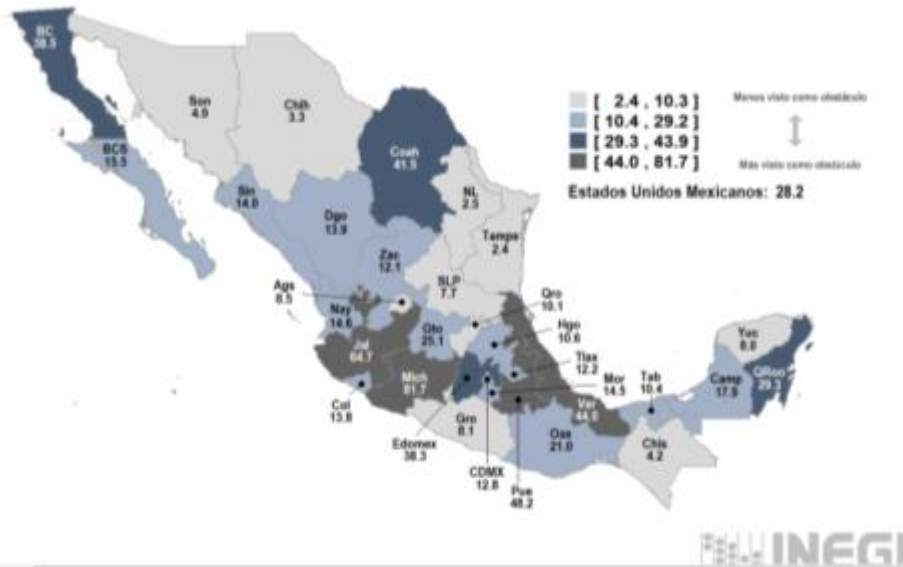 BC
38.5
Son
4.9
Chih
3.3
Coah
41.5
[ 2.4 , 10.3 ]
[ 10.4 , 29.2 ]
[ 29.3 , 43.9 ]
[ 44.0 , 81.7 ]
Menos visto como obstáculo
Más visto como obstáculo
Estados Unidos Mexicanos: 28.2
BCS
15.5
Sin
14.0
Dgo
13.9
NL
2.5
Tamps
2.4
Zac
12.1
SLP
7.7
Ags
8.5
Nay
14.6
Gto
25.1
Qro
10.1
Hgo
10.6
Tlax
12.2
Mor
14.5
Jal
64.7
Mich
81.7
Col
13.8
Edomex
38.3
Gro
8.1
CDMX
12.8
Pue
48.2
Oax
21.0
Ver
44.0
Tab
10.4
Chis
4.2
Camp
17.9
Yuc
8.0
QRoo
29.3
INEGI